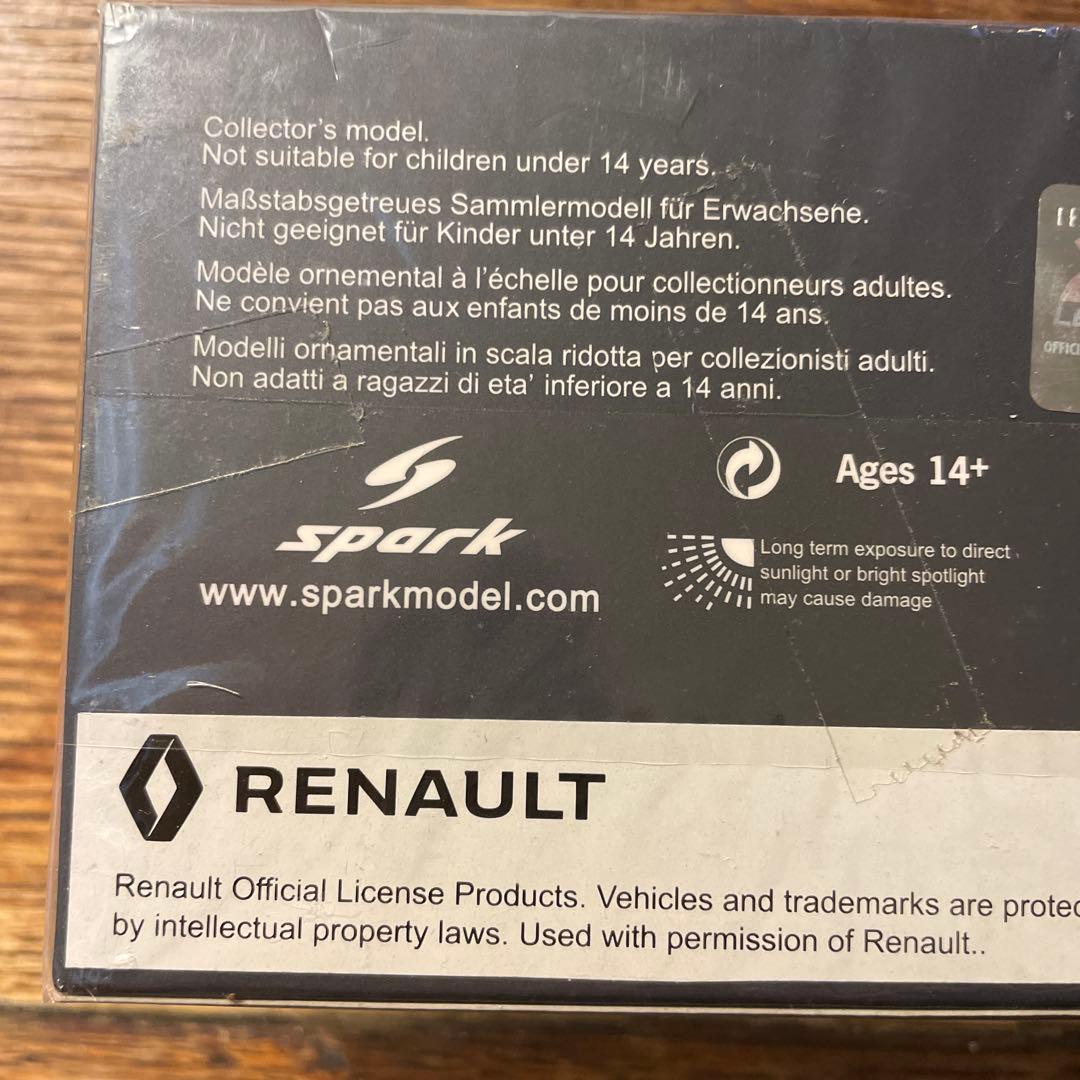 Collector's model.
Not suitable for children under 14 years.
Maßstabsgetreues Sammlermodell für Erwachsene.
Nicht geeignet für Kinder unter 14 Jahren.
Modèle ornemental à l'échelle pour collectionneurs adultes.
Ne convient pas aux enfants de moins de 14 ans.
Modelli ornamentali in scala ridotta per collezionisti adulti.
Non adatti a ragazzi di eta' inferiore a 14 anni.
spark
www.sparkmodel.com
Ages 14+
Long term exposure to direct
sunlight or bright spotlight
may cause damage
RENAULT
Renault Official License Products. Vehicles and trademarks are
by intellectual property laws. Used with permission of Renault..